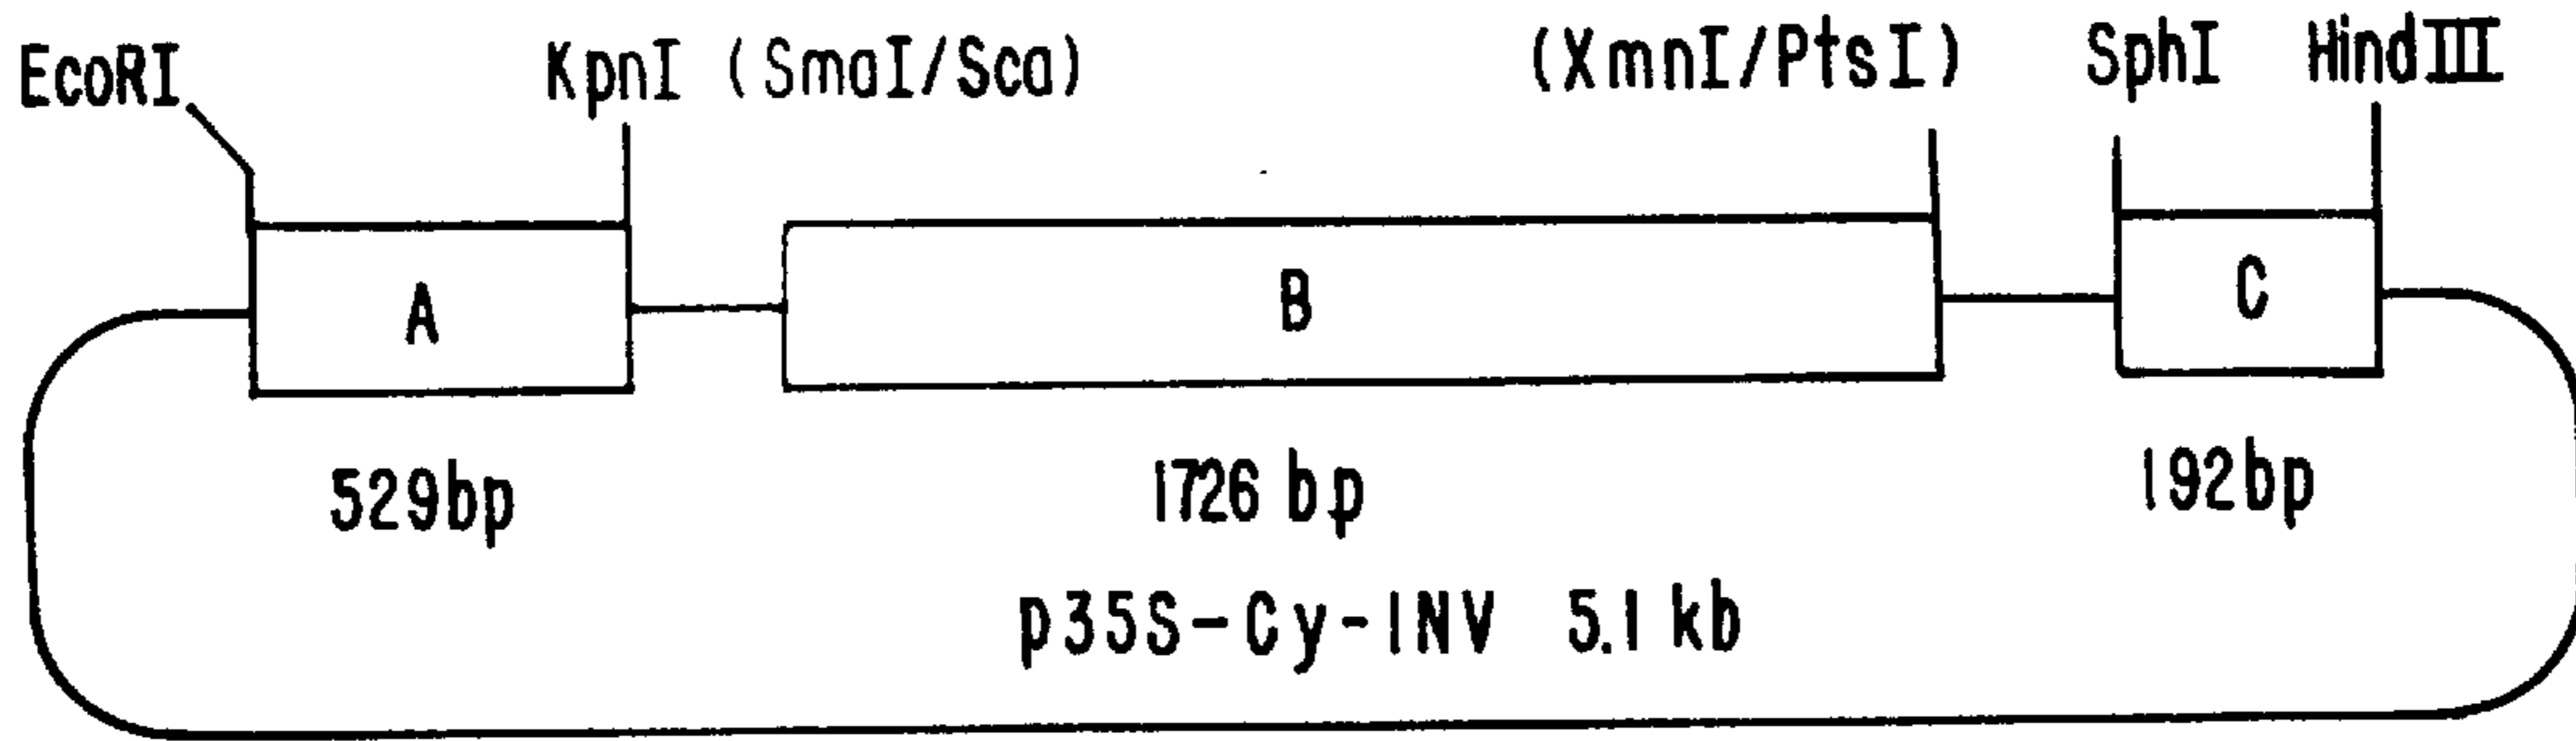 EcoRI KpnI (SmaI/Sca) (XmnI/PtsI) SphI HindIII
A B C
529bp 1726 bp 192bp
p35S-Cy-INV 5.1 kb